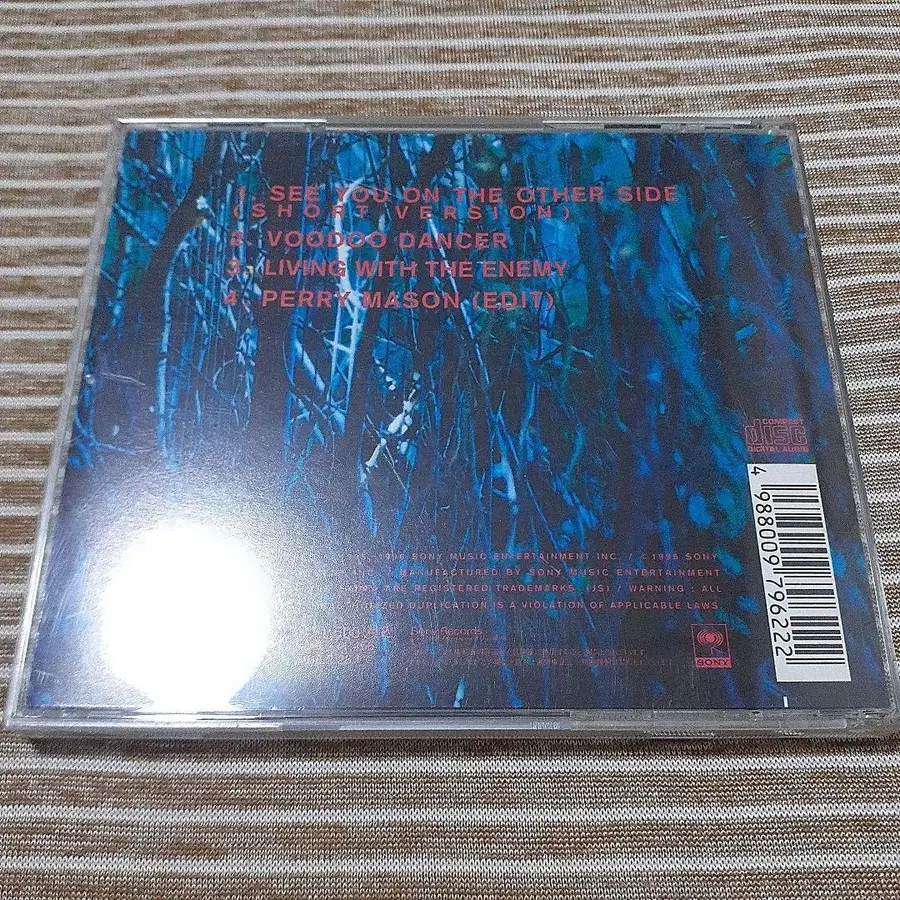 1. SEE YOU ON THE OTHER SIDE
(SHORT VERSION)
2. VOODOO DANCER
3. LIVING WITH THE ENEMY
4. PERRY MASON (EDIT)
COMPACT
disc
DIGITAL AUDIO
4 988009 796222
1996 SONY MUSIC ENTERTAINMENT INC. / © 1996 SONY
MANUFACTURED BY SONY MUSIC ENTERTAINMENT
ARE REGISTERED TRADEMARKS. (JS) / WARNING : ALL
DUPLICATION IS A VIOLATION OF APPLICABLE LAWS
Sony Records
SONY